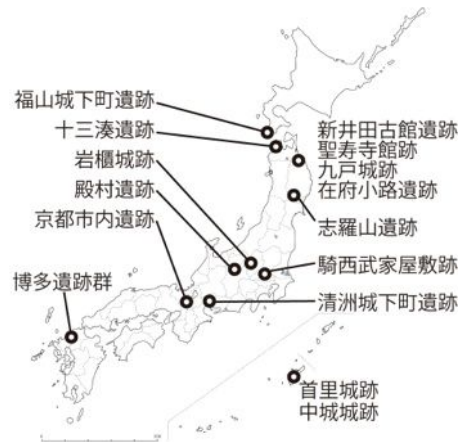 福山城下町遺跡
十三湊遺跡
岩櫃城跡
殿村遺跡
京都市内遺跡
博多遺跡群
新井田古館遺跡
聖寿寺館跡
九戸城跡
在府小路遺跡
志羅山遺跡
騎西武家屋敷跡
清洲城下町遺跡
首里城跡
中城城跡